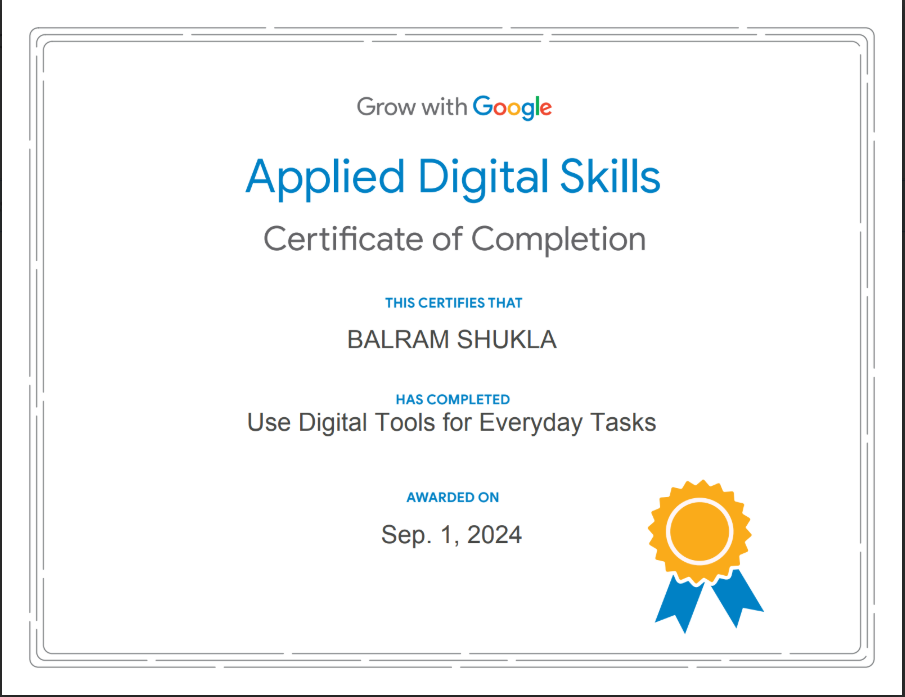 Grow with Google
Applied Digital Skills
Certificate of Completion
THIS CERTIFIES THAT
BALRAM SHUKLA
HAS COMPLETED
Use Digital Tools for Everyday Tasks
AWARDED ON
Sep. 1, 2024